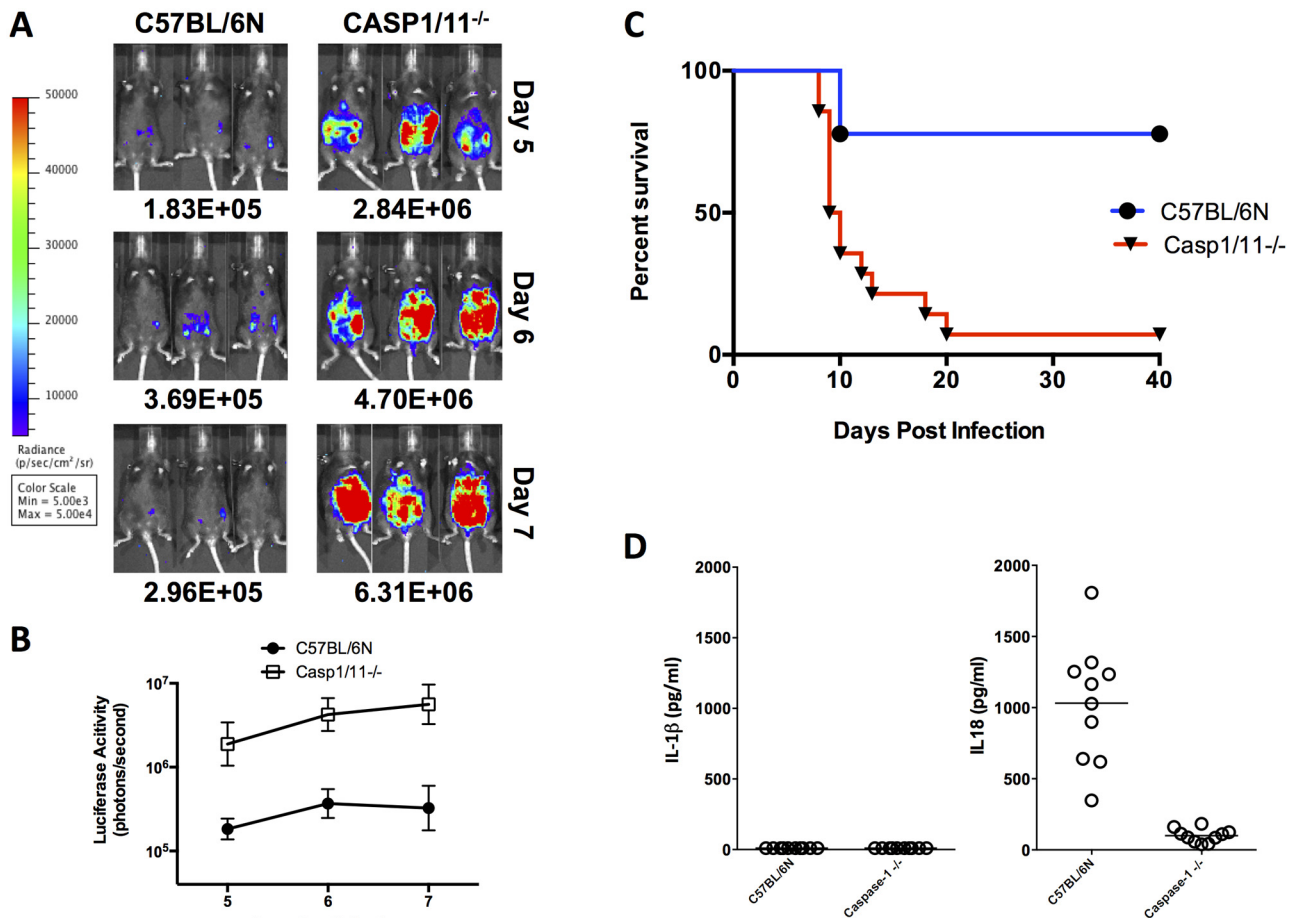 A
C57BL/6N
CASP1/11-/-
50000
40000
30000
20000
10000
Radiance
(p/sec/cm²/sr)
Color Scale
Min = 5.00e3
Max = 5.00e4
Day 5
1.83E+05
2.84E+06
Day 6
3.69E+05
4.70E+06
Day 7
2.96E+05
6.31E+06
B
C57BL/6N
Casp1/11-/-
Luciferase Acitivity
(photons/second)
10⁷
10⁶
10⁵
5
6
7
C
Percent survival
100
50
0
0
10
20
30
40
Days Post Infection
C57BL/6N
Casp1/11-/-
D
IL-1β (pg/ml)
2000
1500
1000
500
0
C57BL/6N
Caspase-1 -/-
IL18 (pg/ml)
2000
1500
1000
500
0
C57BL/6N
Caspase-1 -/-